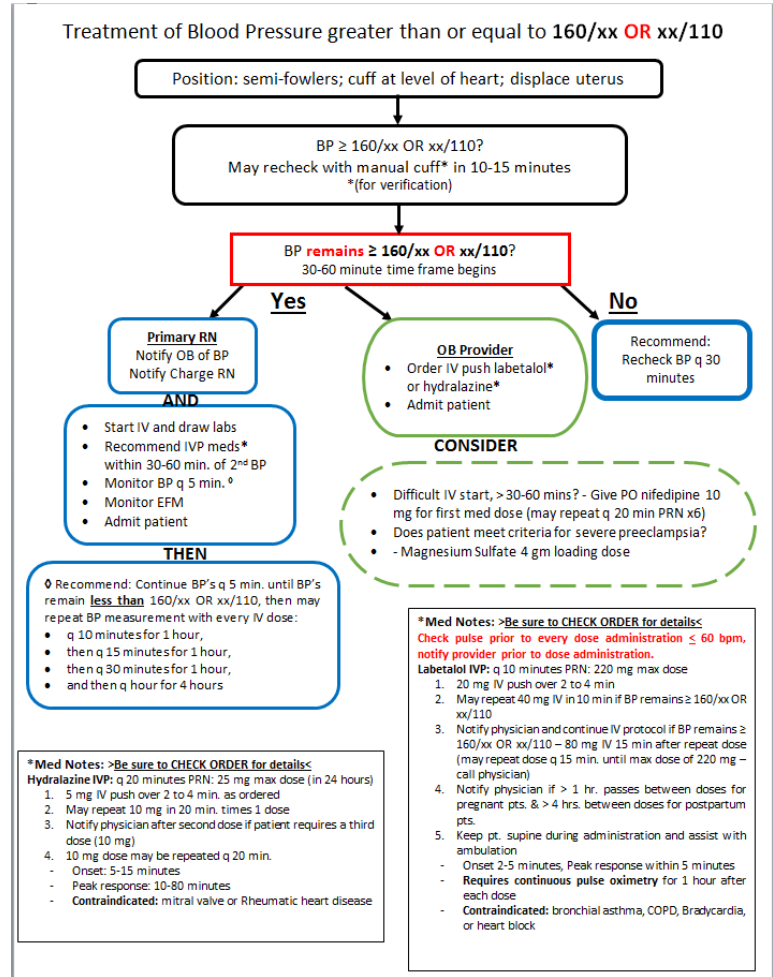 Treatment of Blood Pressure greater than or equal to 160/xx OR xx/110
Position: semi-fowlers; cuff at level of heart; displace uterus
BP ≥ 160/xx OR xx/110?
May recheck with manual cuff* in 10-15 minutes
*(for verification)
BP remains ≥ 160/xx OR xx/110?
30-60 minute time frame begins
Yes
No
Primary RN
Notify OB of BP
Notify Charge RN
OB Provider
• Order IV push labetalol*
or hydralazine*
• Admit patient
Recommend:
Recheck BP q 30
minutes
AND
• Start IV and draw labs
• Recommend IVP meds*
within 30-60 min. of 2nd BP
• Monitor BP q 5 min. ◊
• Monitor EFM
• Admit patient
CONSIDER
• Difficult IV start, > 30-60 mins? - Give PO nifedipine 10
mg for first med dose (may repeat q 20 min PRN x6)
• Does patient meet criteria for severe preeclampsia?
• - Magnesium Sulfate 4 gm loading dose
THEN
◊ Recommend: Continue BP's q 5 min. until BP's
remain less than 160/xx OR xx/110, then may
repeat BP measurement with every IV dose:
• q 10 minutes for 1 hour,
• then q 15 minutes for 1 hour,
• then q 30 minutes for 1 hour,
• and then q hour for 4 hours
*Med Notes: >Be sure to CHECK ORDER for details<
Check pulse prior to every dose administration ≤ 60 bpm,
notify provider prior to dose administration.
Labetalol IVP: q 10 minutes PRN: 220 mg max dose
1. 20 mg IV push over 2 to 4 min
2. May repeat 40 mg IV in 10 min if BP remains ≥ 160/xx OR
xx/110
3. Notify physician and continue IV protocol if BP remains ≥
160/xx OR xx/110 – 80 mg IV 15 min after repeat dose
(may repeat dose q 15 min. until max dose of 220 mg –
call physician)
4. Notify physician if > 1 hr. passes between doses for
pregnant pts. & > 4 hrs. between doses for postpartum
pts.
5. Keep pt. supine during administration and assist with
ambulation
- Onset 2-5 minutes, Peak response within 5 minutes
- Requires continuous pulse oximetry for 1 hour after
each dose
- Contraindicated: bronchial asthma, COPD, Bradycardia,
or heart block
*Med Notes: >Be sure to CHECK ORDER for details<
Hydralazine IVP: q 20 minutes PRN: 25 mg max dose (in 24 hours)
1. 5 mg IV push over 2 to 4 min. as ordered
2. May repeat 10 mg in 20 min. times 1 dose
3. Notify physician after second dose if patient requires a third
dose (10 mg)
4. 10 mg dose may be repeated q 20 min.
- Onset: 5-15 minutes
- Peak response: 10-80 minutes
- Contraindicated: mitral valve or Rheumatic heart disease